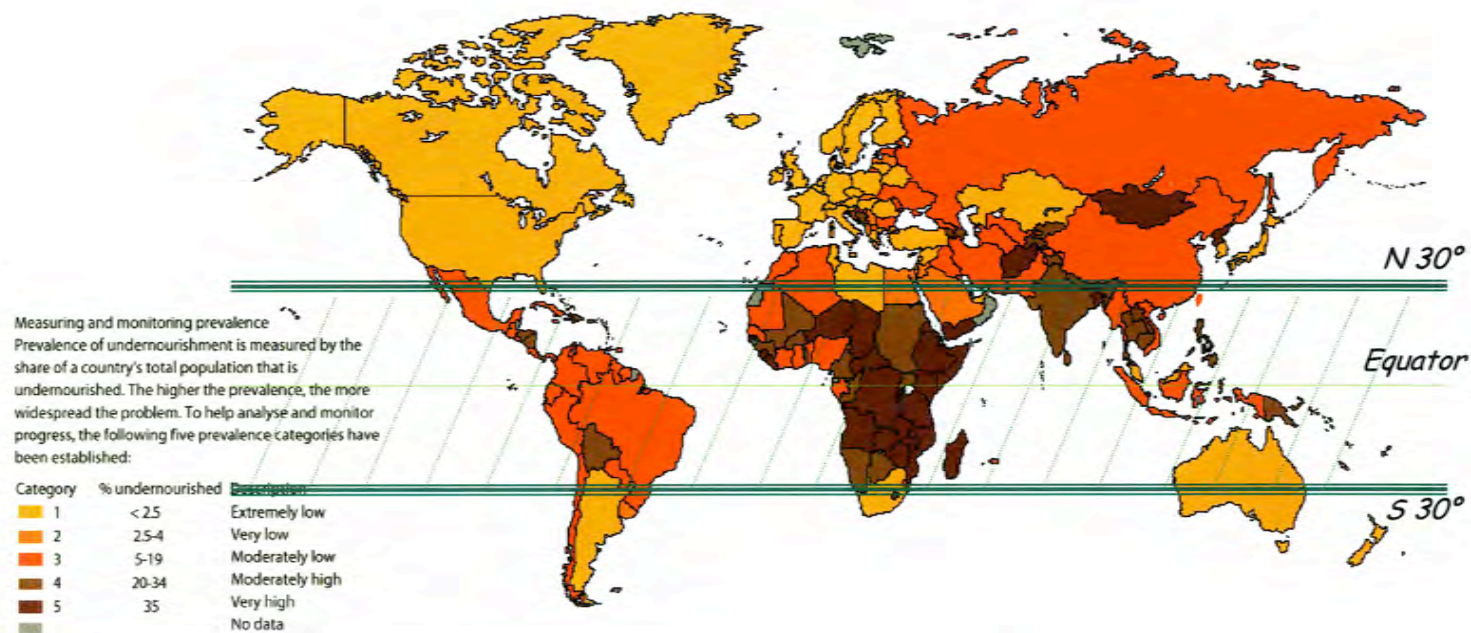 N 30°
Measuring and monitoring prevalence
Prevalence of undernourishment is measured by the
share of a country's total population that is
undernourished. The higher the prevalence, the more
widespread the problem. To help analyse and monitor
progress, the following five prevalence categories have
been established:
Equator
Category % undernourished Description
1 < 2.5 Extremely low
2 2.5-4 Very low
3 5-19 Moderately low
4 20-34 Moderately high
5 35 Very high
No data
S 30°